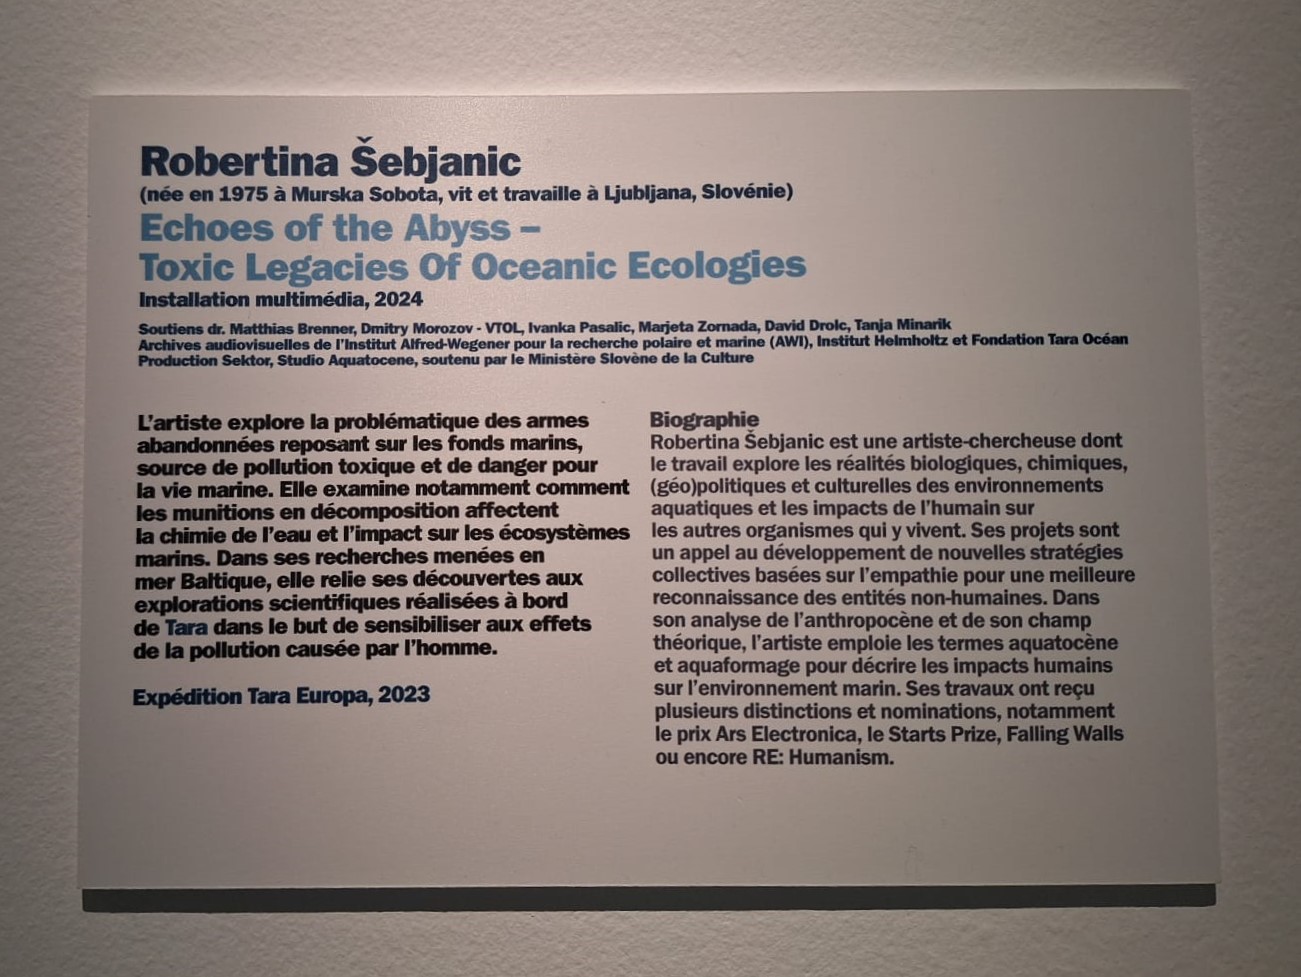 Robertina Šebjanic
(née en 1975 à Murska Sobota, vit et travaille à Ljubljana, Slovénie)
Echoes of the Abyss –
Toxic Legacies Of Oceanic Ecologies
Installation multimédia, 2024
Soutiens dr. Matthias Brenner, Dmitry Morozov - VTOL, Ivanka Pasalic, Marjeta Zornada, David Drolc, Tanja Minarik
Archives audiovisuelles de l'Institut Alfred-Wegener pour la recherche polaire et marine (AWI), Institut Helmholtz et Fondation Tara Océan
Production Sektor, Studio Aquatocene, soutenu par le Ministère Slovène de la Culture
L'artiste explore la problématique des armes
abandonnées reposant sur les fonds marins,
source de pollution toxique et de danger pour
la vie marine. Elle examine notamment comment
les munitions en décomposition affectent
la chimie de l'eau et l'impact sur les écosystèmes
marins. Dans ses recherches menées en
mer Baltique, elle relie ses découvertes aux
explorations scientifiques réalisées à bord
de Tara dans le but de sensibiliser aux effets
de la pollution causée par l'homme.
Expédition Tara Europa, 2023
Biographie
Robertina Šebjanic est une artiste-chercheuse dont
le travail explore les réalités biologiques, chimiques,
(géo)politiques et culturelles des environnements
aquatiques et les impacts de l'humain sur
les autres organismes qui y vivent. Ses projets sont
un appel au développement de nouvelles stratégies
collectives basées sur l'empathie pour une meilleure
reconnaissance des entités non-humaines. Dans
son analyse de l'anthropocène et de son champ
théorique, l'artiste emploie les termes aquatocène
et aquaformage pour décrire les impacts humains
sur l'environnement marin. Ses travaux ont reçu
plusieurs distinctions et nominations, notamment
le prix Ars Electronica, le Starts Prize, Falling Walls
ou encore RE: Humanism.